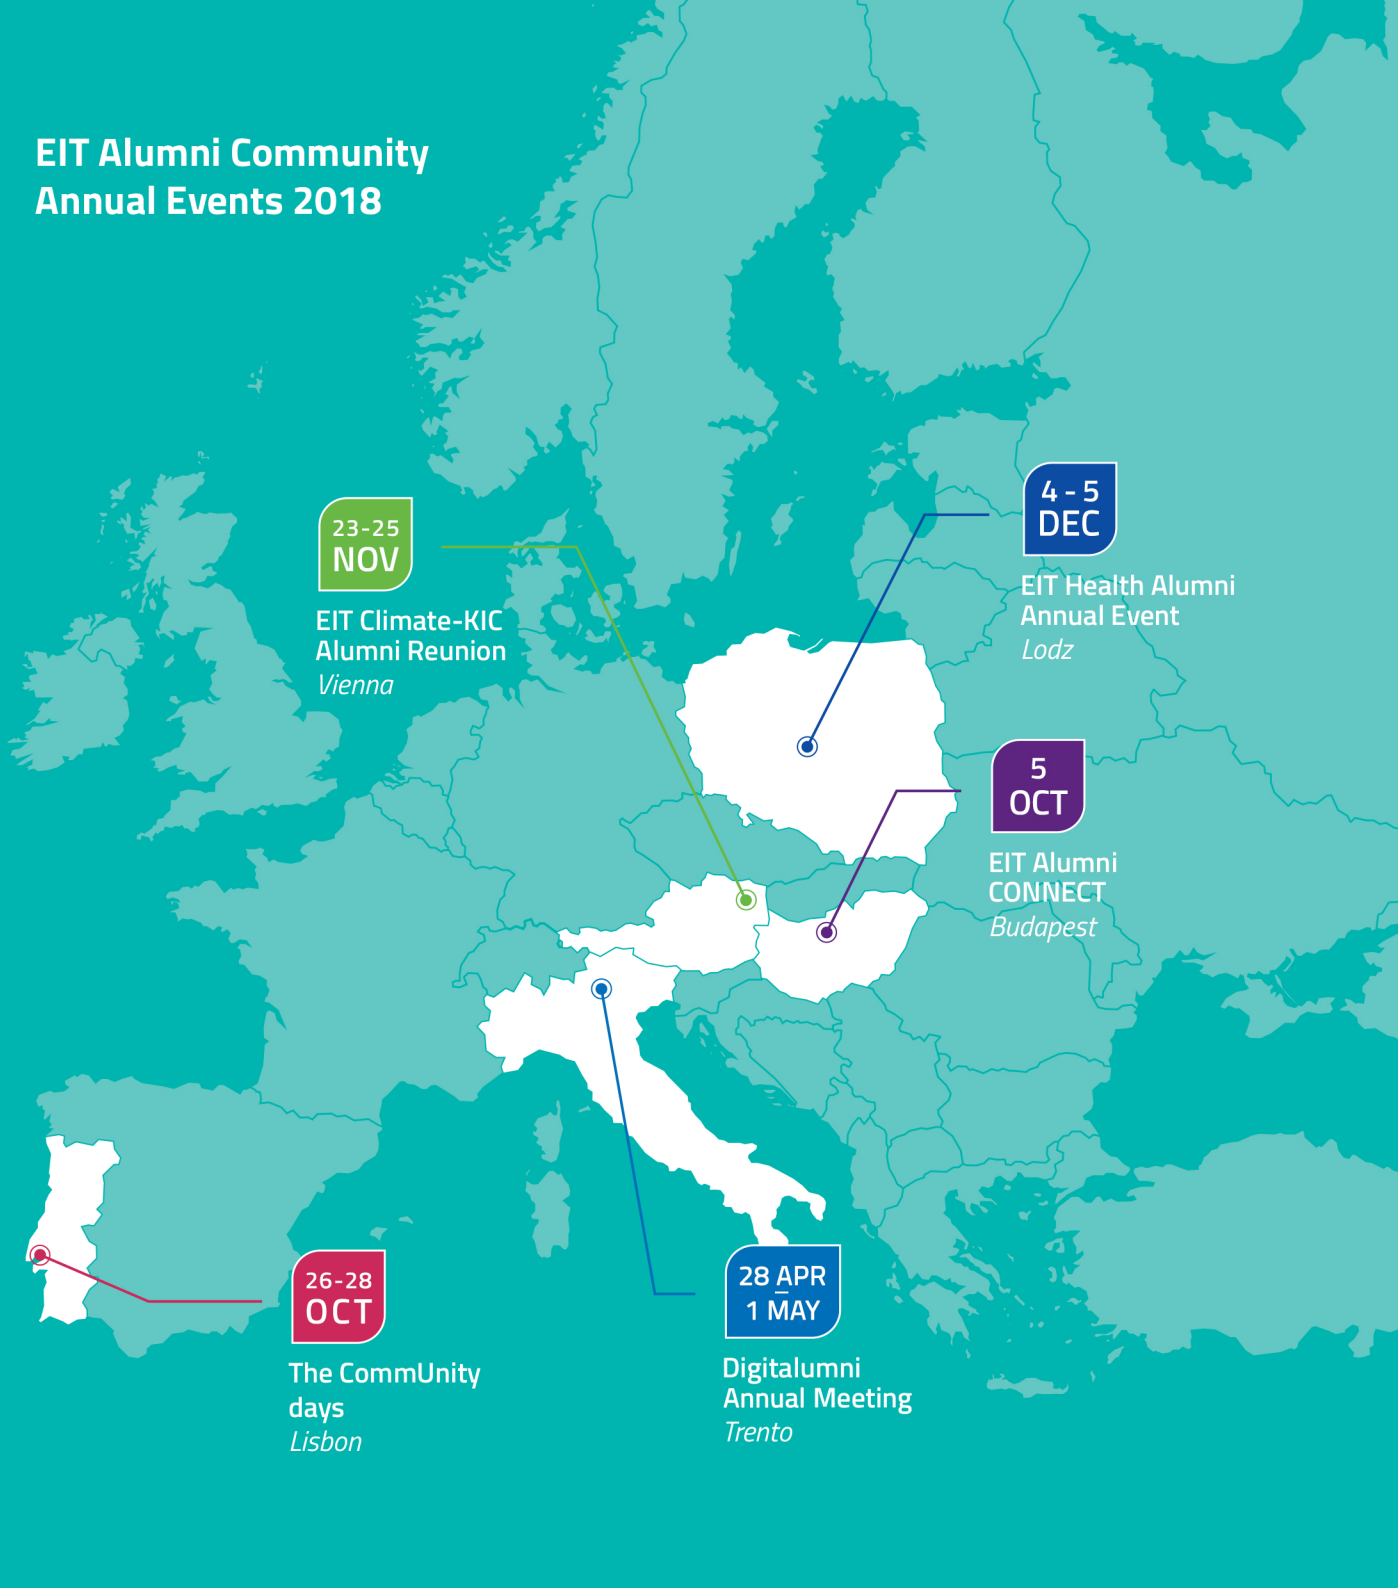 EIT Alumni Community
Annual Events 2018
23-25
NOV
EIT Climate-KIC
Alumni Reunion
Vienna
4 - 5
DEC
EIT Health Alumni
Annual Event
Lodz
5
OCT
EIT Alumni
CONNECT
Budapest
26-28
OCT
The CommUnity
days
Lisbon
28 APR
–
1 MAY
Digitalumni
Annual Meeting
Trento